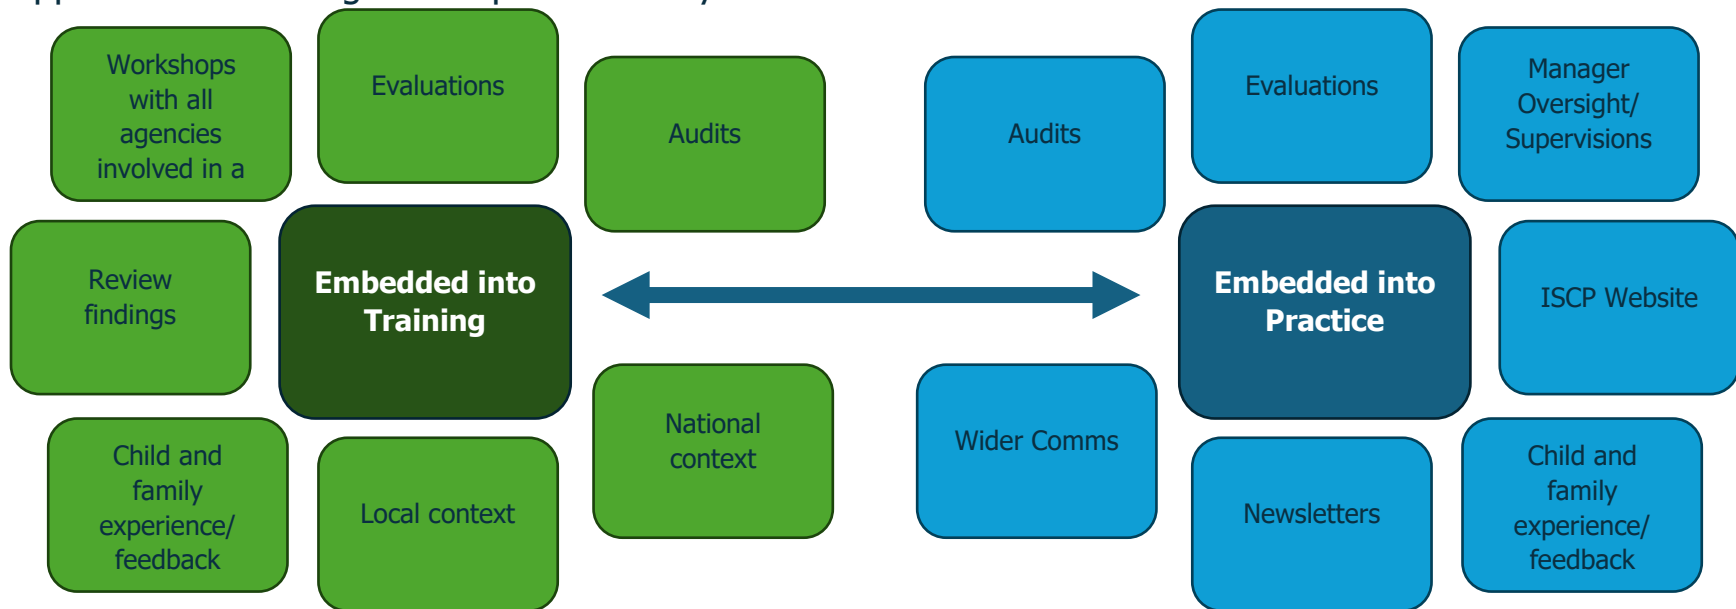 Workshops
with all
agencies
involved in a
Evaluations
Audits
Review
findings
Embedded into
Training
Child and
family
experience/
feedback
Local context
National
context
Audits
Evaluations
Manager
Oversight/
Supervisions
Embedded into
Practice
ISCP Website
Wider Comms
Newsletters
Child and
family
experience/
feedback